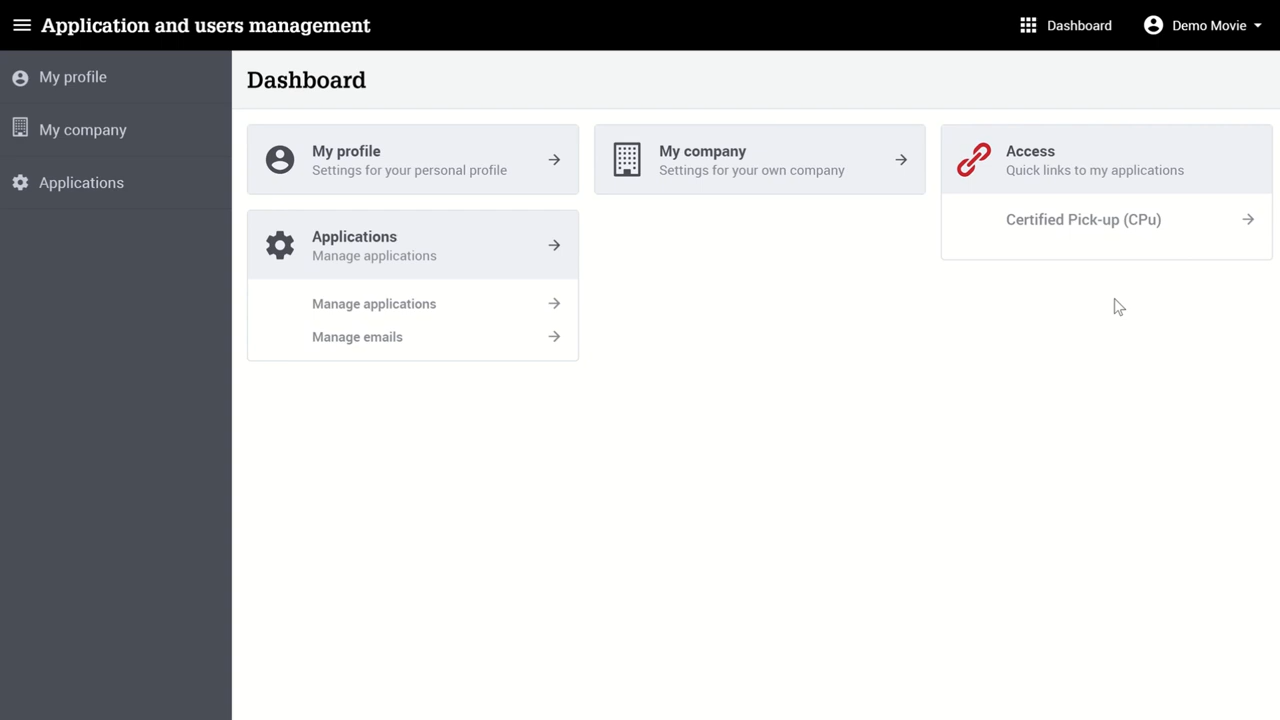 Application and users management
Dashboard
Demo Movie
My profile
My company
Applications
Dashboard
My profile
Settings for your personal profile
My company
Settings for your own company
Access
Quick links to my applications
Certified Pick-up (CPu)
Applications
Manage applications
Manage applications
Manage emails